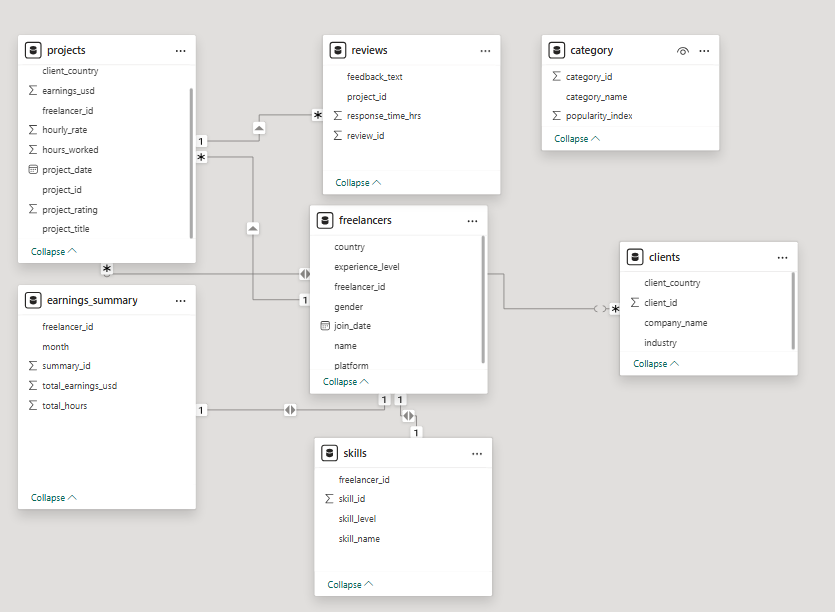 projects
client_country
earnings_usd
freelancer_id
hourly_rate
hours_worked
project_date
project_id
project_rating
project_title
Collapse
reviews
feedback_text
project_id
response_time_hrs
review_id
Collapse
category
category_id
category_name
popularity_index
Collapse
1
*
*
*
1
freelancers
country
experience_level
freelancer_id
gender
join_date
name
platform
Collapse
clients
client_country
client_id
company_name
industry
Collapse
*
earnings_summary
freelancer_id
month
summary_id
total_earnings_usd
total_hours
Collapse
1
1
1
1
skills
freelancer_id
skill_id
skill_level
skill_name
Collapse